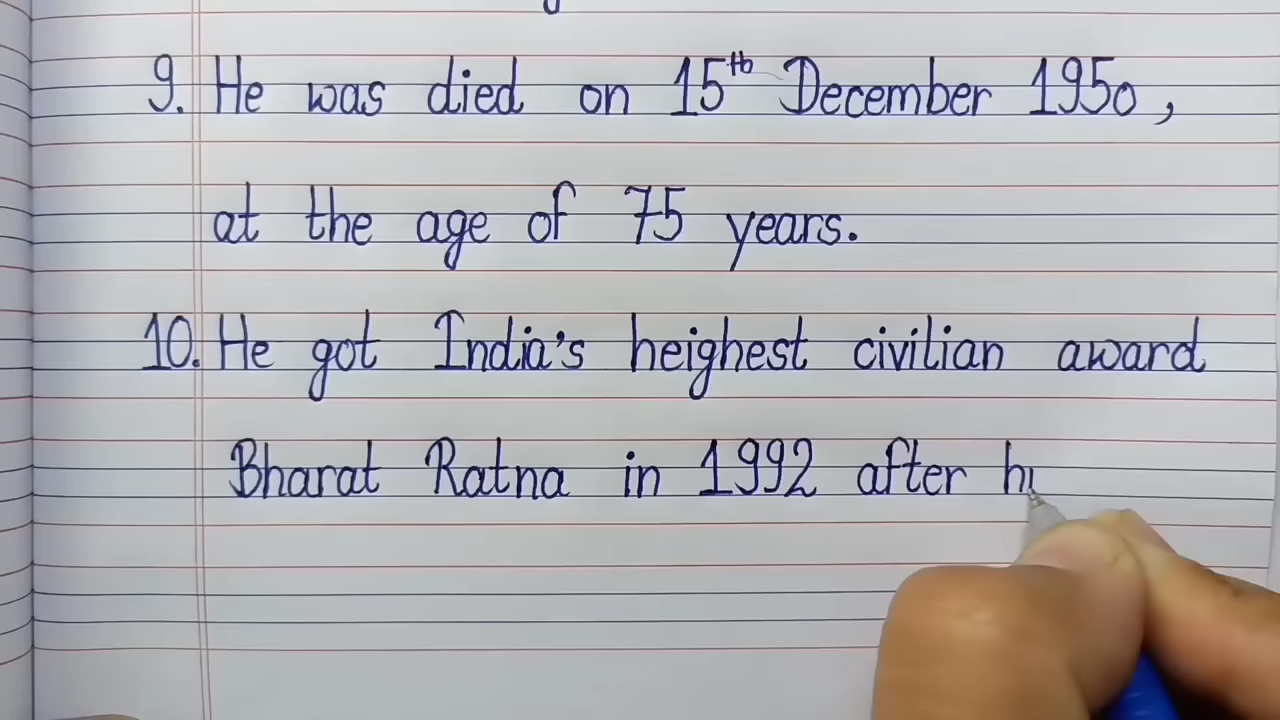 9. He was died on 15th December 1950,
at the age of 75 years.
10. He got India's heighest civilian award
Bharat Ratna in 1992 after